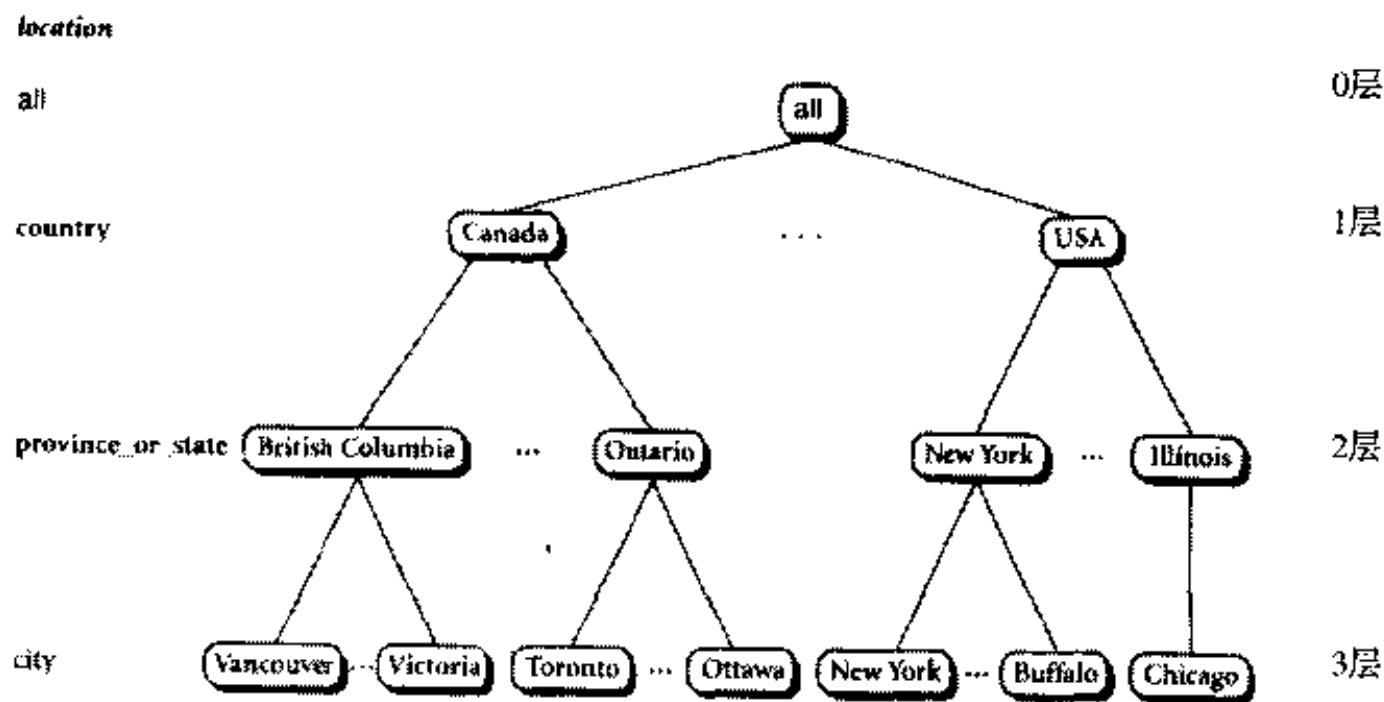 location
all all 0层
country Canada ... USA 1层
province_or_state British Columbia ... Ontario New York ... Illinois 2层
city Vancouver ... Victoria Toronto ... Ottawa New York ... Buffalo Chicago 3层